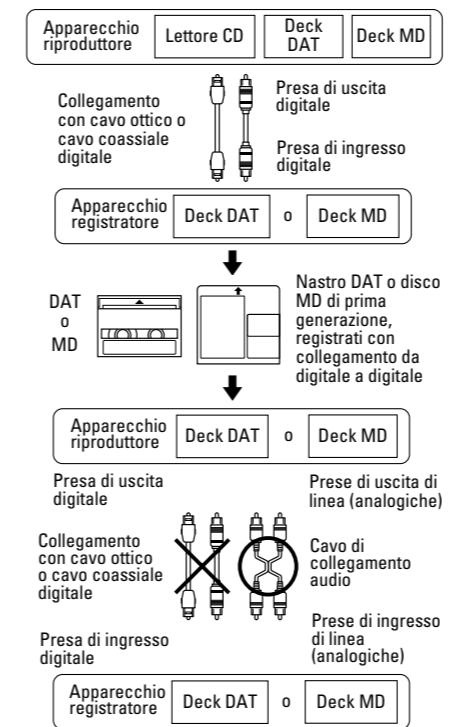 Apparecchio
riproduttore
Lettore CD
Deck
DAT
Deck MD
Collegamento
con cavo ottico o
cavo coassiale
digitale
Presa di uscita
digitale
Presa di ingresso
digitale
Apparecchio
registratore
Deck DAT
o
Deck MD
DAT
o
MD
Nastro DAT o disco
MD di prima
generazione,
registrati con
collegamento da
digitale a digitale
Apparecchio
riproduttore
Deck DAT
o
Deck MD
Presa di uscita
digitale
Prese di uscita di
linea (analogiche)
Collegamento
con cavo ottico
o cavo coassiale
digitale
Cavo di
collegamento
audio
Presa di ingresso
digitale
Prese di ingresso
di linea
(analogiche)
Apparecchio
registratore
Deck DAT
o
Deck MD